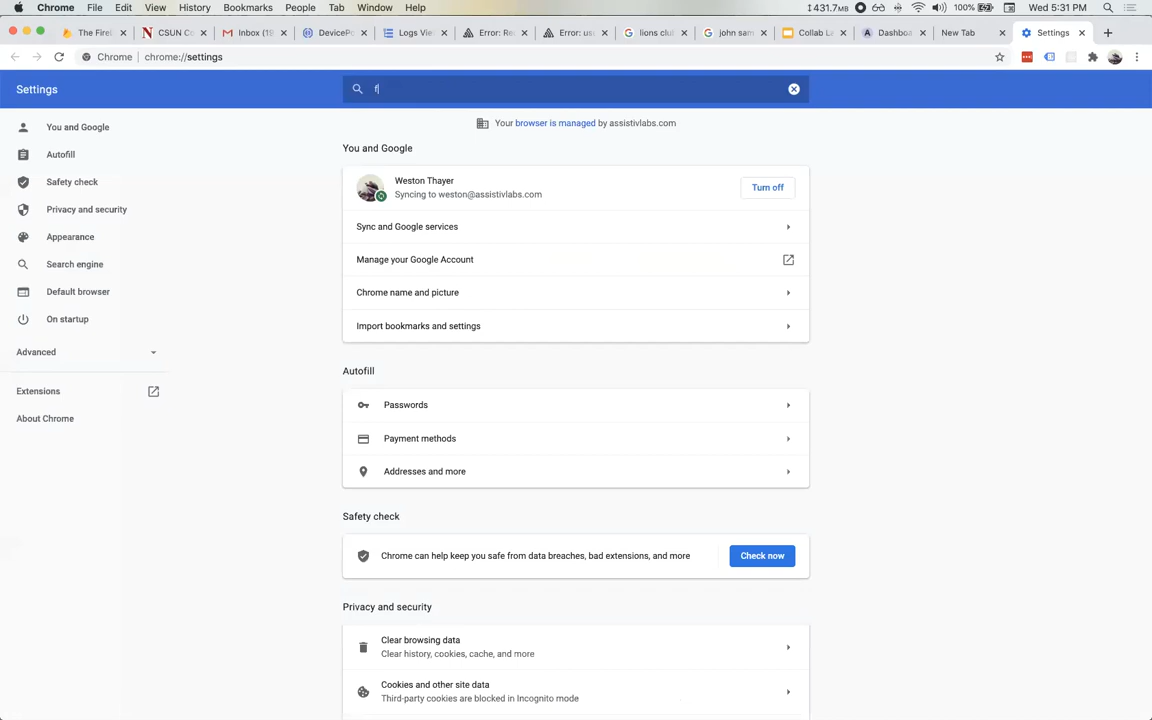 Chrome File Edit View History Bookmarks People Tab Window Help 431.7MB 100% Wed 5:31 PM
The Firel CSUN Co Inbox (19 DevicePo Logs Vie Error: Re Error: us lions clu john sam Collab La Dashboa New Tab Settings
Chrome chrome://settings
Settings f
Your browser is managed by assistivlabs.com
You and Google
Autofill
Safety check
Privacy and security
Appearance
Search engine
Default browser
On startup
Advanced
Extensions
About Chrome
You and Google
Weston Thayer
Syncing to weston@assistivlabs.com
Turn off
Sync and Google services
Manage your Google Account
Chrome name and picture
Import bookmarks and settings
Autofill
Passwords
Payment methods
Addresses and more
Safety check
Chrome can help keep you safe from data breaches, bad extensions, and more
Check now
Privacy and security
Clear browsing data
Clear history, cookies, cache, and more
Cookies and other site data
Third-party cookies are blocked in Incognito mode